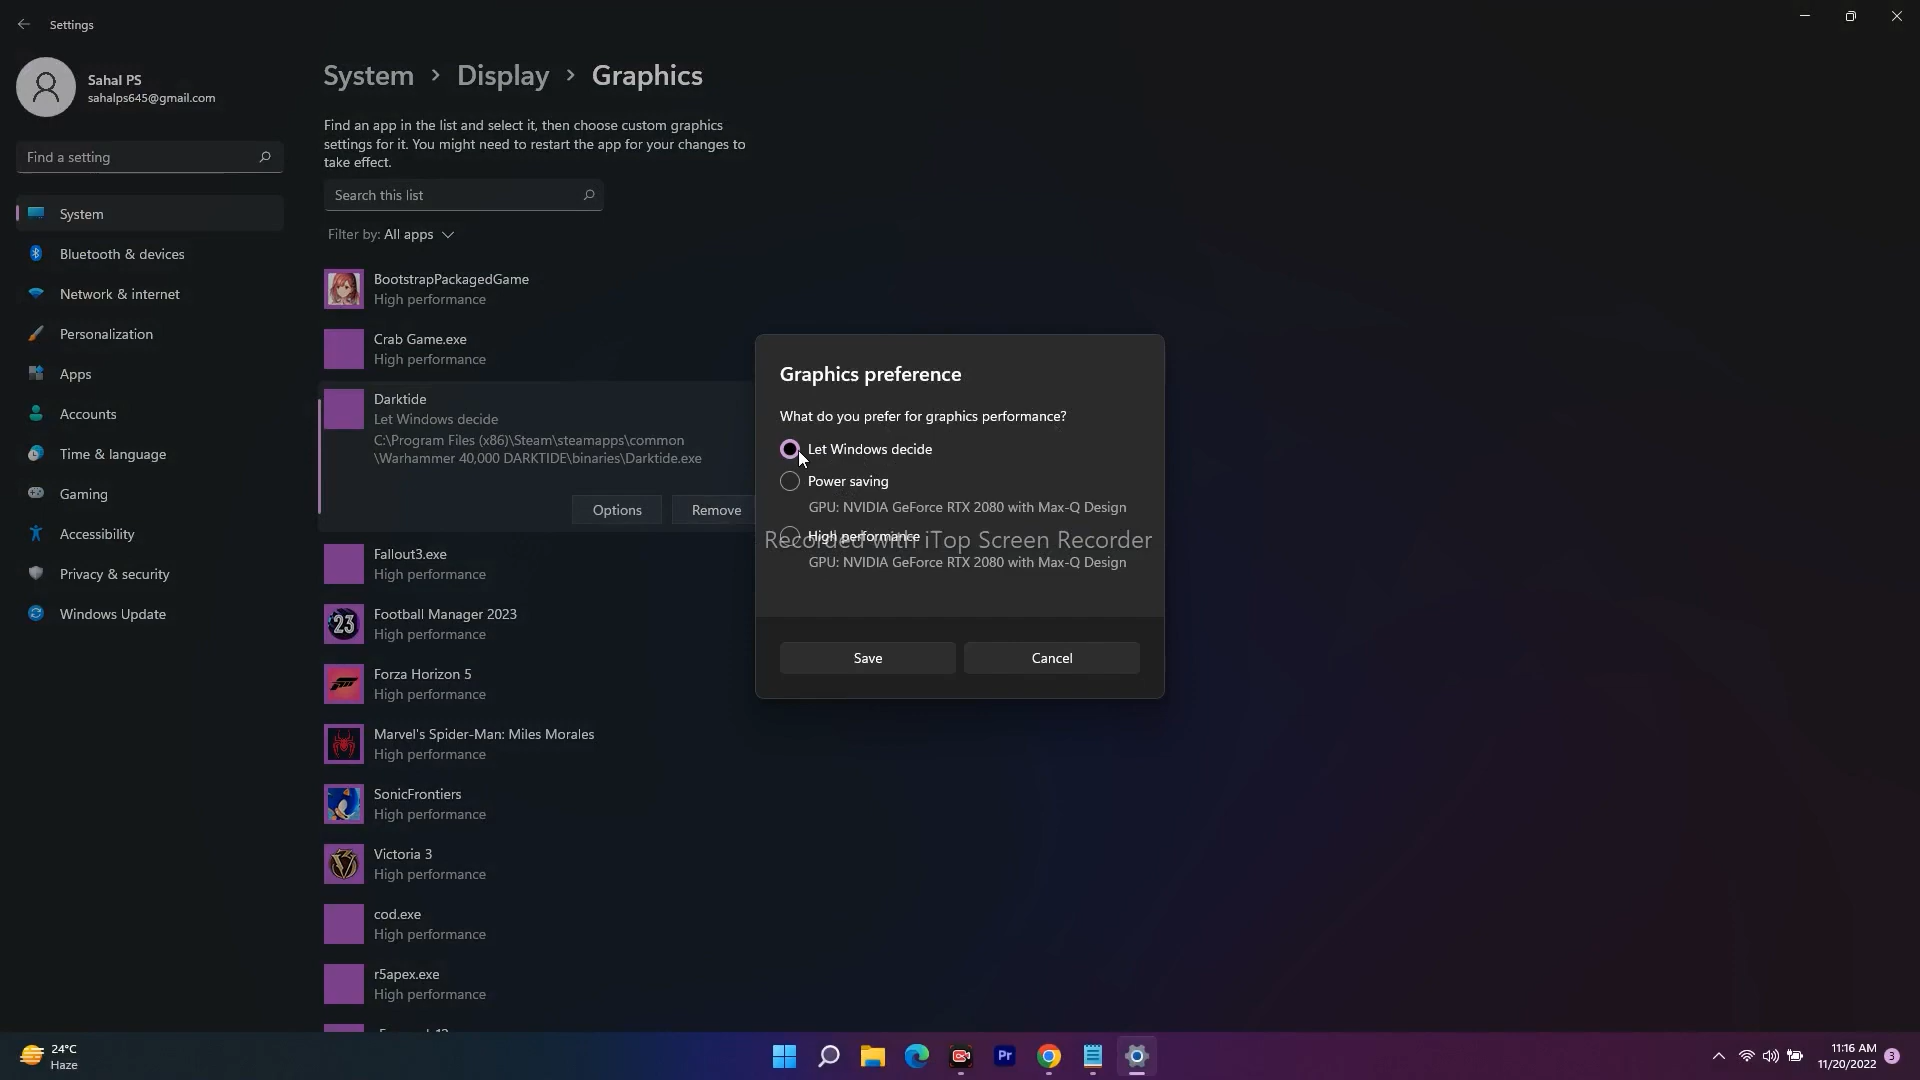 Settings
Sahal PS
sahalps645@gmail.com
Find a setting
System
Bluetooth & devices
Network & internet
Personalization
Apps
Accounts
Time & language
Gaming
Accessibility
Privacy & security
Windows Update
System > Display > Graphics
Find an app in the list and select it, then choose custom graphics
settings for it. You might need to restart the app for your changes to
take effect.
Search this list
Filter by: All apps
BootstrapPackagedGame
High performance
Crab Game.exe
High performance
Darktide
Let Windows decide
C:\Program Files (x86)\Steam\steamapps\common
\Warhammer 40,000 DARKTIDE\binaries\Darktide.exe
Options
Remove
Fallout3.exe
High performance
23
Football Manager 2023
High performance
Forza Horizon 5
High performance
Marvel's Spider-Man: Miles Morales
High performance
SonicFrontiers
High performance
Victoria 3
High performance
cod.exe
High performance
r5apex.exe
High performance
Graphics preference
What do you prefer for graphics performance?
Let Windows decide
Power saving
GPU: NVIDIA GeForce RTX 2080 with Max-Q Design
High performance
Recorded with iTop Screen Recorder
GPU: NVIDIA GeForce RTX 2080 with Max-Q Design
Save
Cancel
24°C
Haze
Pr
11:16 AM
11/20/2022
3